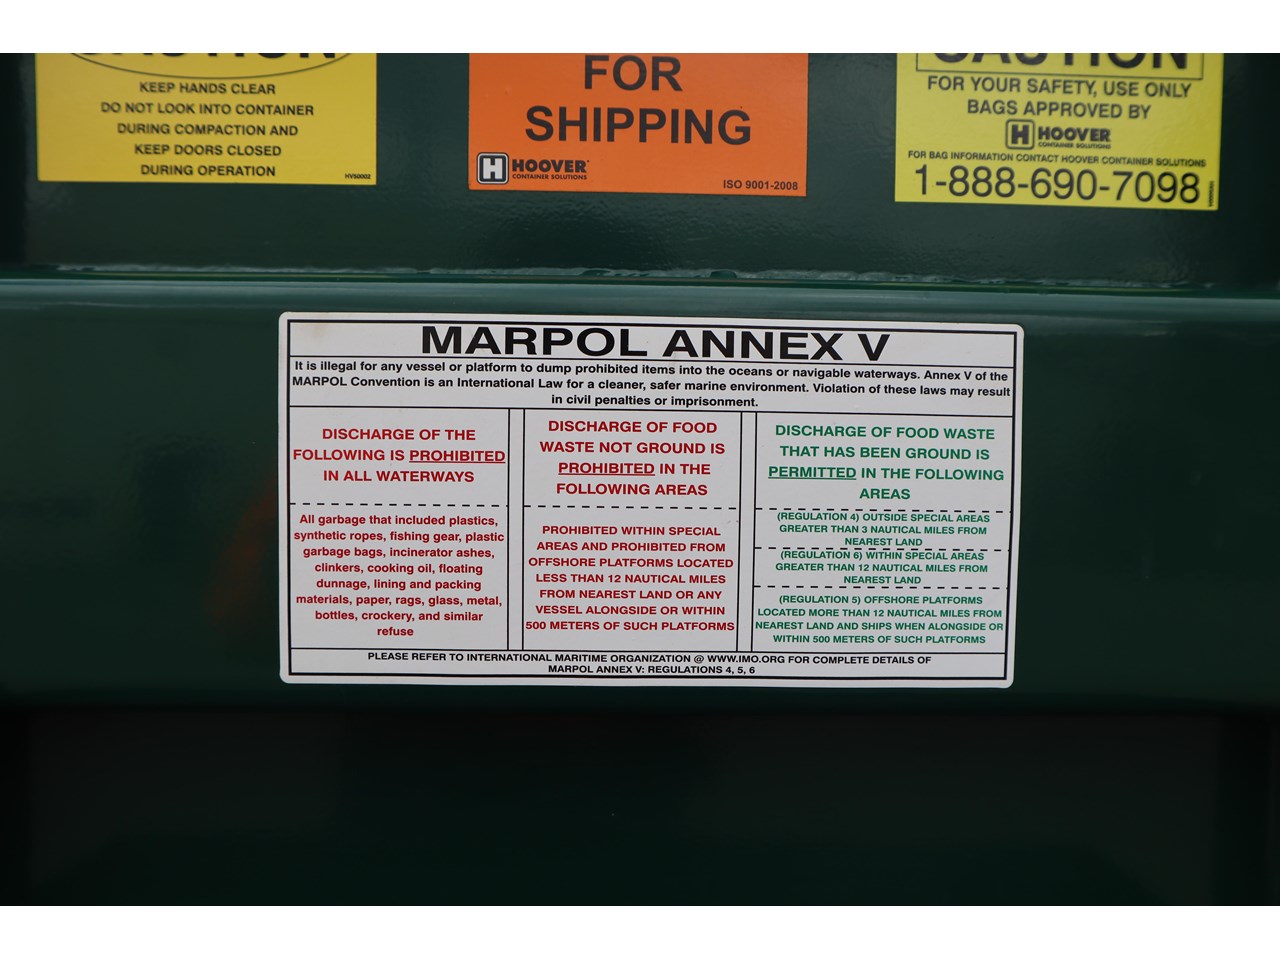 CAUTION
KEEP HANDS CLEAR
DO NOT LOOK INTO CONTAINER
DURING COMPACTION AND
KEEP DOORS CLOSED
DURING OPERATION
HVS0002
FOR
SHIPPING
H HOOVER
CONTAINER SOLUTIONS
ISO 9001-2008
CAUTION
FOR YOUR SAFETY, USE ONLY
BAGS APPROVED BY
H HOOVER
CONTAINER SOLUTIONS
FOR BAG INFORMATION CONTACT HOOVER CONTAINER SOLUTIONS
1-888-690-7098
MARPOL ANNEX V
It is illegal for any vessel or platform to dump prohibited items into the oceans or navigable waterways. Annex V of the
MARPOL Convention is an International Law for a cleaner, safer marine environment. Violation of these laws may result
in civil penalties or imprisonment.
DISCHARGE OF THE
FOLLOWING IS PROHIBITED
IN ALL WATERWAYS
All garbage that included plastics,
synthetic ropes, fishing gear, plastic
garbage bags, incinerator ashes,
clinkers, cooking oil, floating
dunnage, lining and packing
materials, paper, rags, glass, metal,
bottles, crockery, and similar
refuse
DISCHARGE OF FOOD
WASTE NOT GROUND IS
PROHIBITED IN THE
FOLLOWING AREAS
PROHIBITED WITHIN SPECIAL
AREAS AND PROHIBITED FROM
OFFSHORE PLATFORMS LOCATED
LESS THAN 12 NAUTICAL MILES
FROM NEAREST LAND OR ANY
VESSEL ALONGSIDE OR WITHIN
500 METERS OF SUCH PLATFORMS
DISCHARGE OF FOOD WASTE
THAT HAS BEEN GROUND IS
PERMITTED IN THE FOLLOWING
AREAS
(REGULATION 4) OUTSIDE SPECIAL AREAS
GREATER THAN 3 NAUTICAL MILES FROM
NEAREST LAND
(REGULATION 6) WITHIN SPECIAL AREAS
GREATER THAN 12 NAUTICAL MILES FROM
NEAREST LAND
(REGULATION 5) OFFSHORE PLATFORMS
LOCATED MORE THAN 12 NAUTICAL MILES FROM
NEAREST LAND AND SHIPS WHEN ALONGSIDE OR
WITHIN 500 METERS OF SUCH PLATFORMS
PLEASE REFER TO INTERNATIONAL MARITIME ORGANIZATION @ WWW.IMO.ORG FOR COMPLETE DETAILS OF
MARPOL ANNEX V: REGULATIONS 4, 5, 6